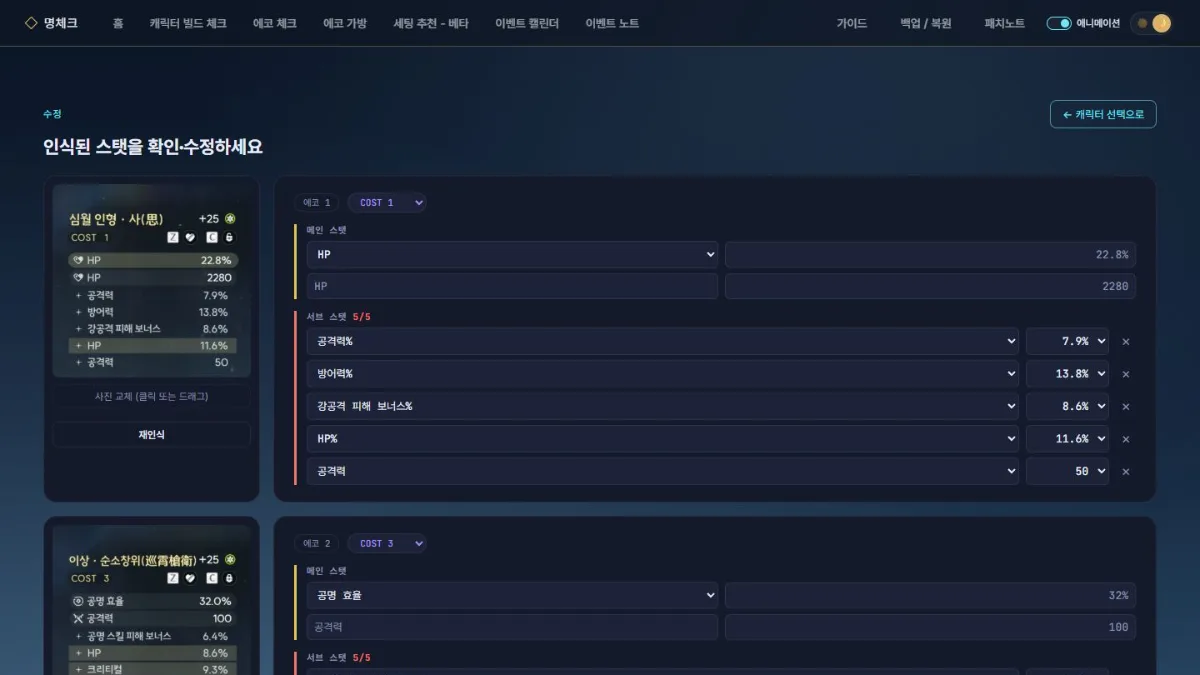 명체크
홈
캐릭터 빌드 체크
에코 체크
에코 가방
세팅 추천 - 베타
이벤트 캘린더
이벤트 노트
가이드
백업 / 복원
패치노트
애니메이션
수정
← 캐릭터 선택으로
인식된 스탯을 확인·수정하세요
심월 인형 · 사(思) +25
COST 1 Z C
HP 22.8%
HP 2280
+ 공격력 7.9%
+ 방어력 13.8%
+ 강공격 피해 보너스 8.6%
+ HP 11.6%
+ 공격력 50
사진 교체 (클릭 또는 드래그)
재인식
에코 1 COST 1
메인 스탯
HP 22.8%
HP 2280
서브 스탯 5/5
공격력% 7.9% ×
방어력% 13.8% ×
강공격 피해 보너스% 8.6% ×
HP% 11.6% ×
공격력 50 ×
이상 · 순소창위(巡霄槍衛) +25
COST 3 Z C
공명 효율 32.0%
공격력 100
+ 공명 스킬 피해 보너스 6.4%
+ HP 8.6%
+ 크리티컬 9.3%
에코 2 COST 3
메인 스탯
공명 효율 32%
공격력 100
서브 스탯 5/5